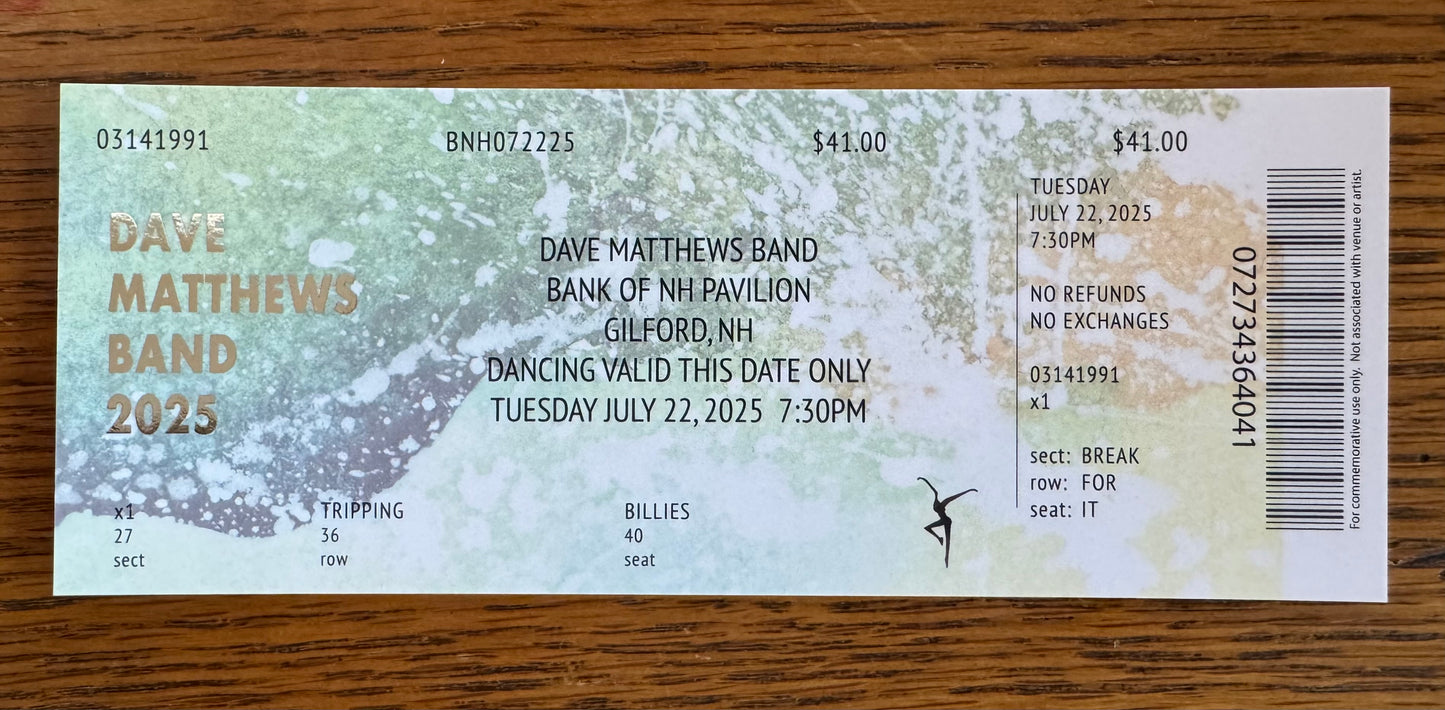 03141991 BNH072225 $41.00 $41.00
DAVE
MATTHEWS
BAND
2025
DAVE MATTHEWS BAND
BANK OF NH PAVILION
GILFORD, NH
DANCING VALID THIS DATE ONLY
TUESDAY JULY 22, 2025 7:30PM
x1 TRIPPING BILLIES
27 36 40
sect row seat
TUESDAY
JULY 22, 2025
7:30PM
NO REFUNDS
NO EXCHANGES
03141991
x1
sect: BREAK
row: FOR
seat: IT
072734364041
For commemorative use only. Not associated with venue or artist.